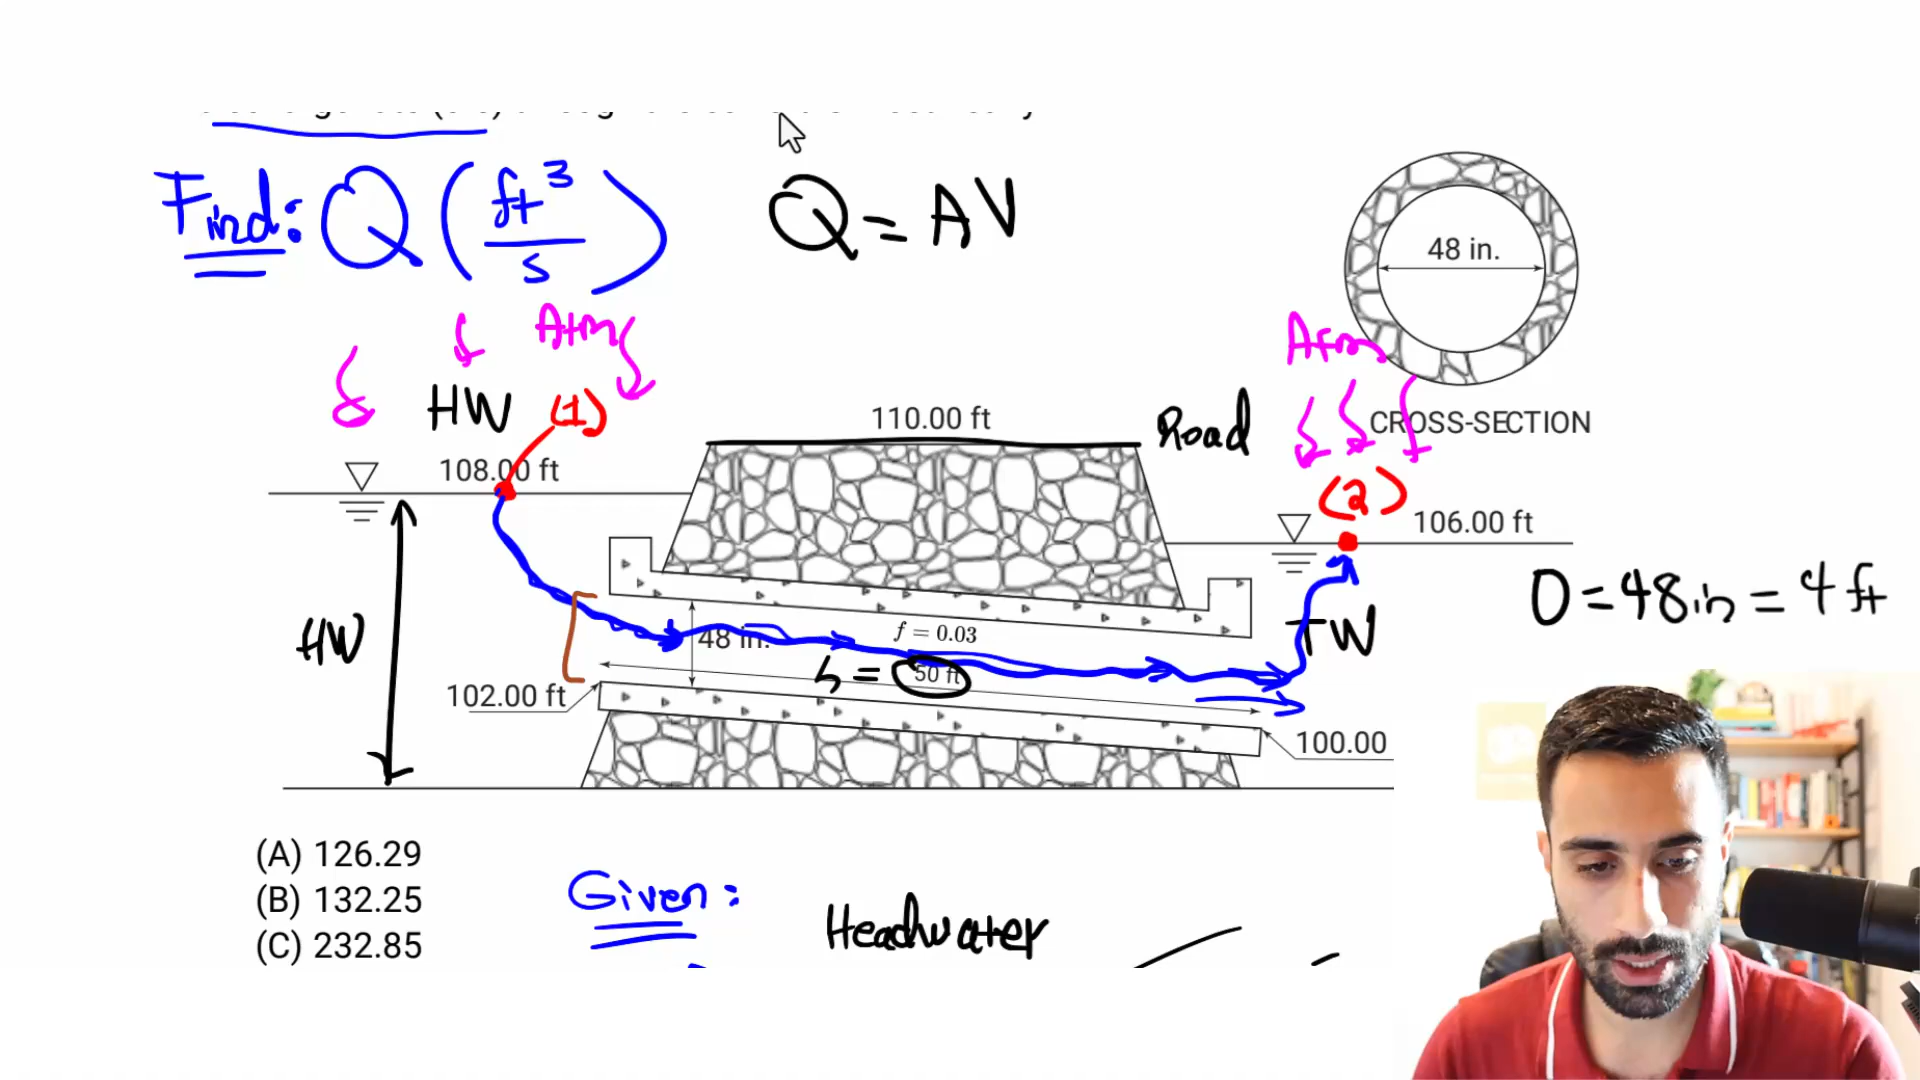 Find: Q (ft³/s)
Q = AV
48 in.
Atm
Atm
HW (1)
110.00 ft
Road
CROSS-SECTION
108.00 ft
(2)
106.00 ft
D = 48 in = 4 ft
HW
f = 0.03
TW
48 in.
50 ft
102.00 ft
100.00
(A) 126.29
(B) 132.25
(C) 232.85
Given:
Headwater